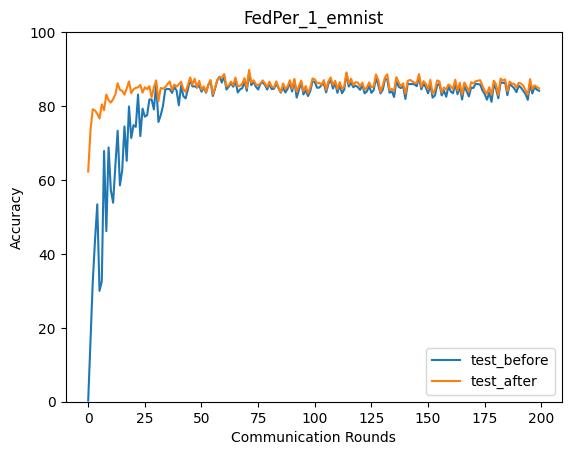 FedPer_1_emnist
100
80
60
40
20
0
Accuracy
0 25 50 75 100 125 150 175 200
Communication Rounds
test_before
test_after